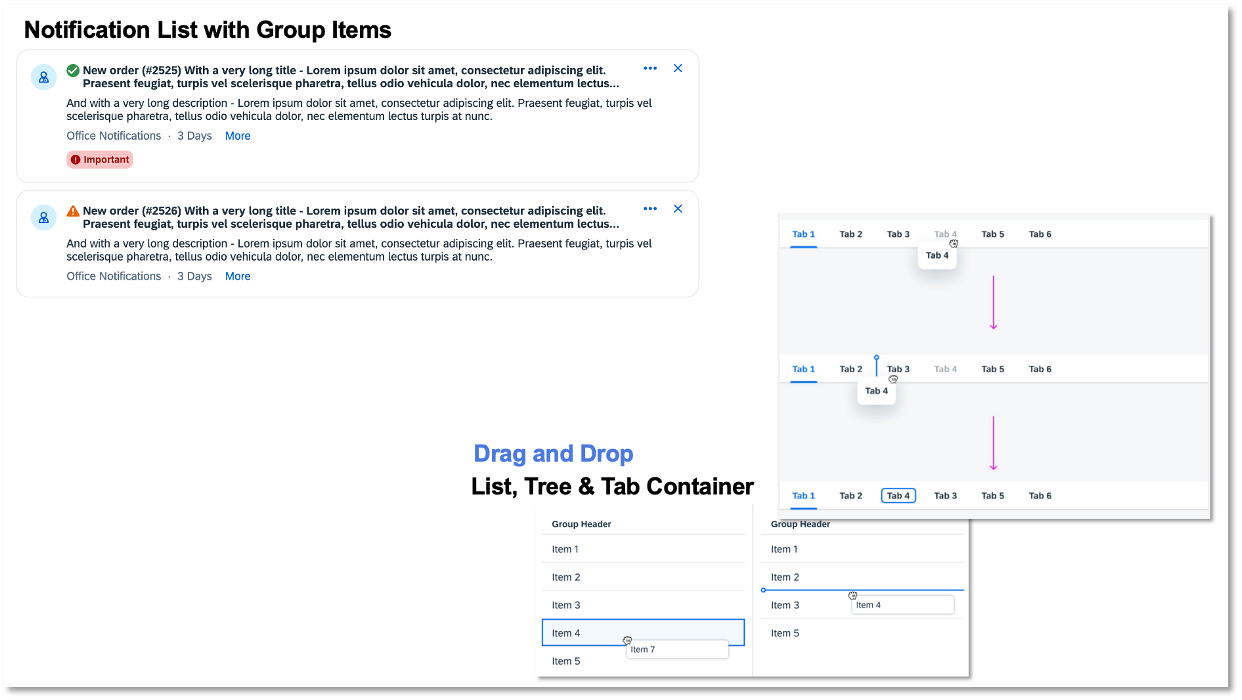 Notification List with Group Items
New order (#2525) With a very long title - Lorem ipsum dolor sit amet, consectetur adipiscing elit.
Praesent feugiat, turpis vel scelerisque pharetra, tellus odio vehicula dolor, nec elementum lectus...
And with a very long description - Lorem ipsum dolor sit amet, consectetur adipiscing elit. Praesent feugiat, turpis vel
scelerisque pharetra, tellus odio vehicula dolor, nec elementum lectus turpis at nunc.
Office Notifications · 3 Days More
Important
New order (#2526) With a very long title - Lorem ipsum dolor sit amet, consectetur adipiscing elit.
Praesent feugiat, turpis vel scelerisque pharetra, tellus odio vehicula dolor, nec elementum lectus...
And with a very long description - Lorem ipsum dolor sit amet, consectetur adipiscing elit. Praesent feugiat, turpis vel
scelerisque pharetra, tellus odio vehicula dolor, nec elementum lectus turpis at nunc.
Office Notifications · 3 Days More
Tab 1 Tab 2 Tab 3 Tab 4 Tab 5 Tab 6
Tab 4
Tab 1 Tab 2 Tab 3 Tab 4 Tab 5 Tab 6
Tab 4
Tab 1 Tab 2 Tab 4 Tab 3 Tab 5 Tab 6
Drag and Drop
List, Tree & Tab Container
Group Header
Item 1
Item 2
Item 3
Item 4
Item 7
Item 5
Group Header
Item 1
Item 2
Item 3
Item 4
Item 5